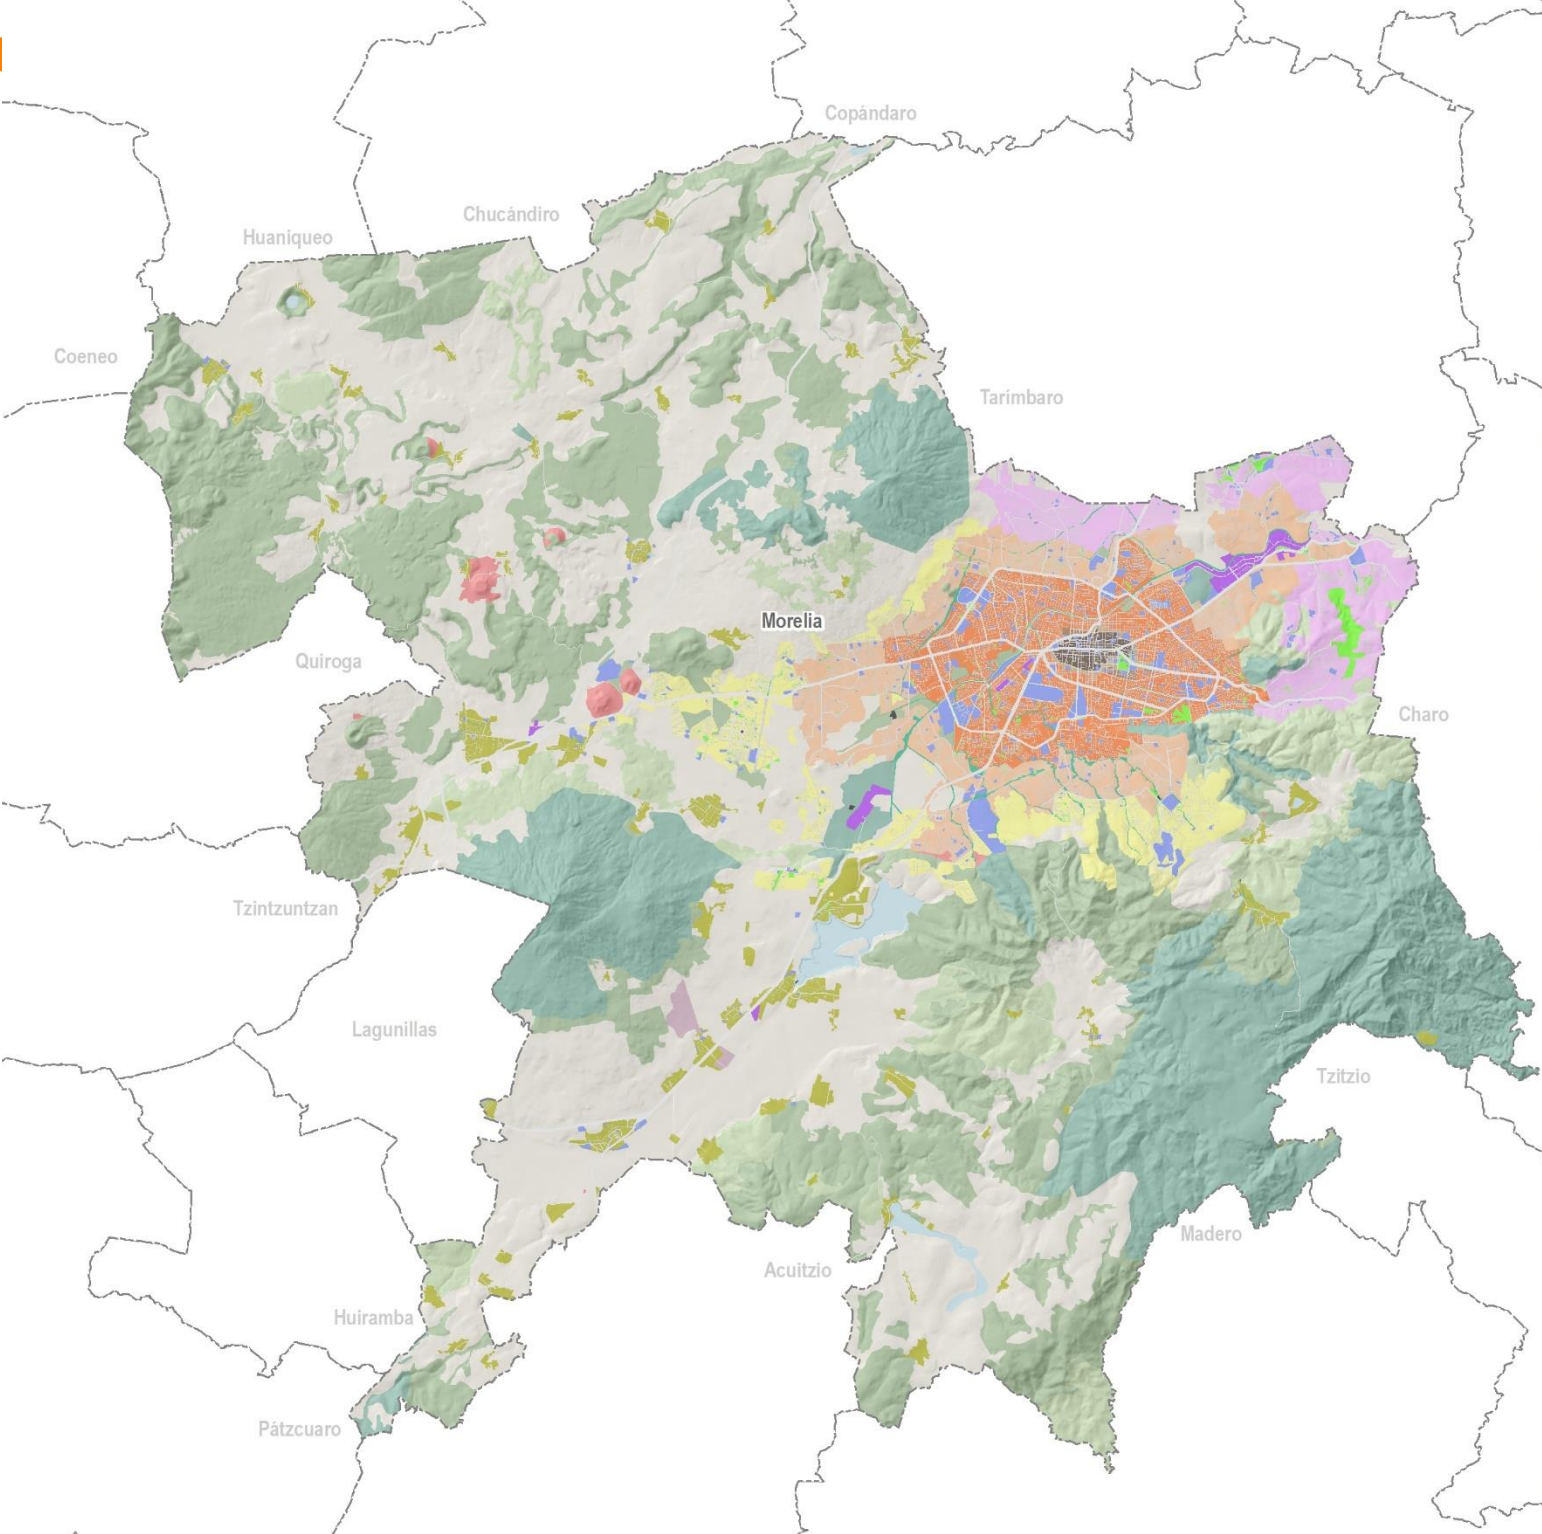 Copándaro
Chucándiro
Huaniqueo
Coeneo
Tarímbaro
Morelia
Quiroga
Charo
Tzintzuntzan
Lagunillas
Tzitzio
Madero
Acuitzio
Huiramba
Pátzcuaro